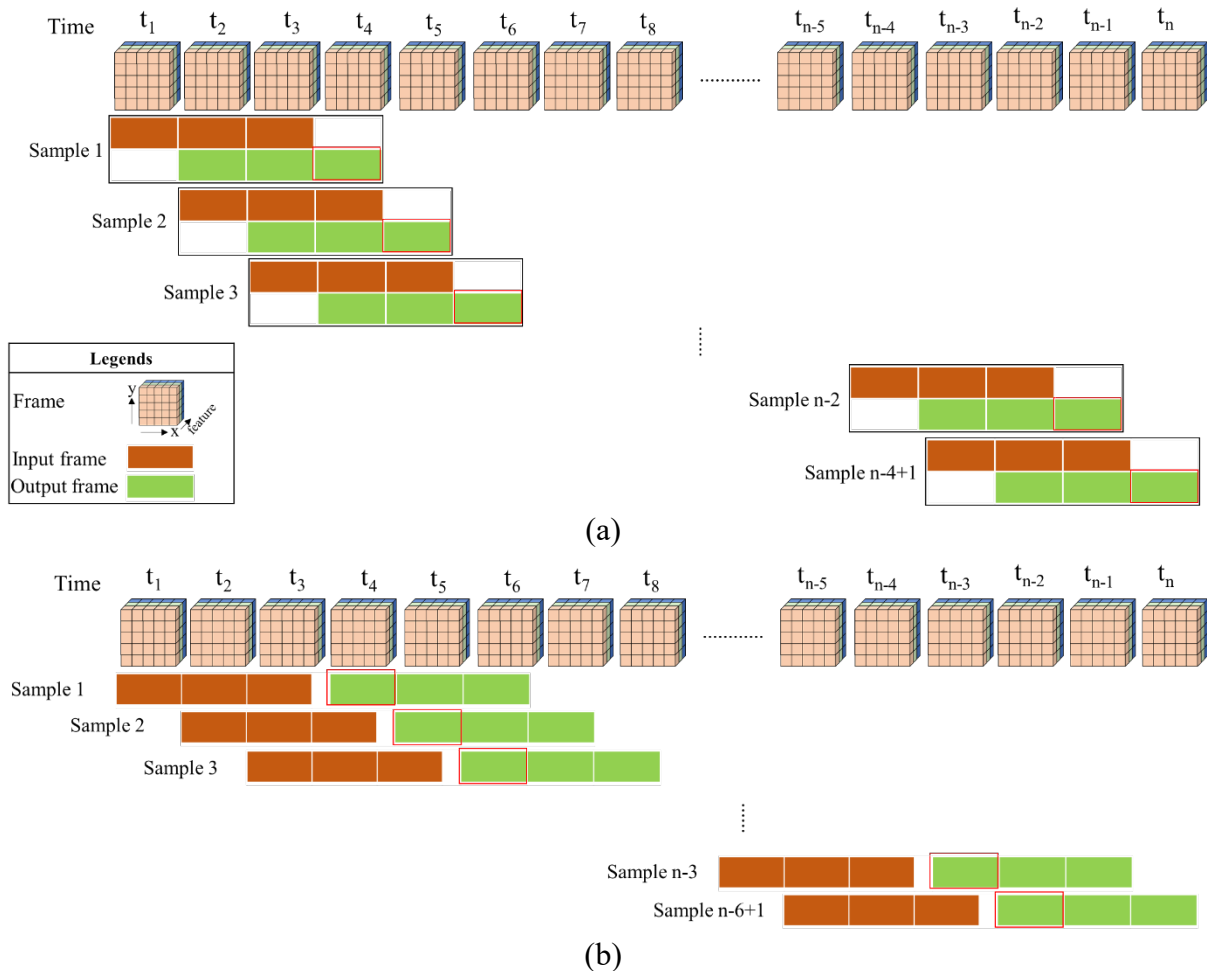 Time t1 t2 t3 t4 t5 t6 t7 t8 ............... tn-5 tn-4 tn-3 tn-2 tn-1 tn
Sample 1
Sample 2
Sample 3
Legends
Frame
y
x
feature
Input frame
Output frame
Sample n-2
Sample n-4+1
(a)
Time t1 t2 t3 t4 t5 t6 t7 t8 ............... tn-5 tn-4 tn-3 tn-2 tn-1 tn
Sample 1
Sample 2
Sample 3
Sample n-3
Sample n-6+1
(b)